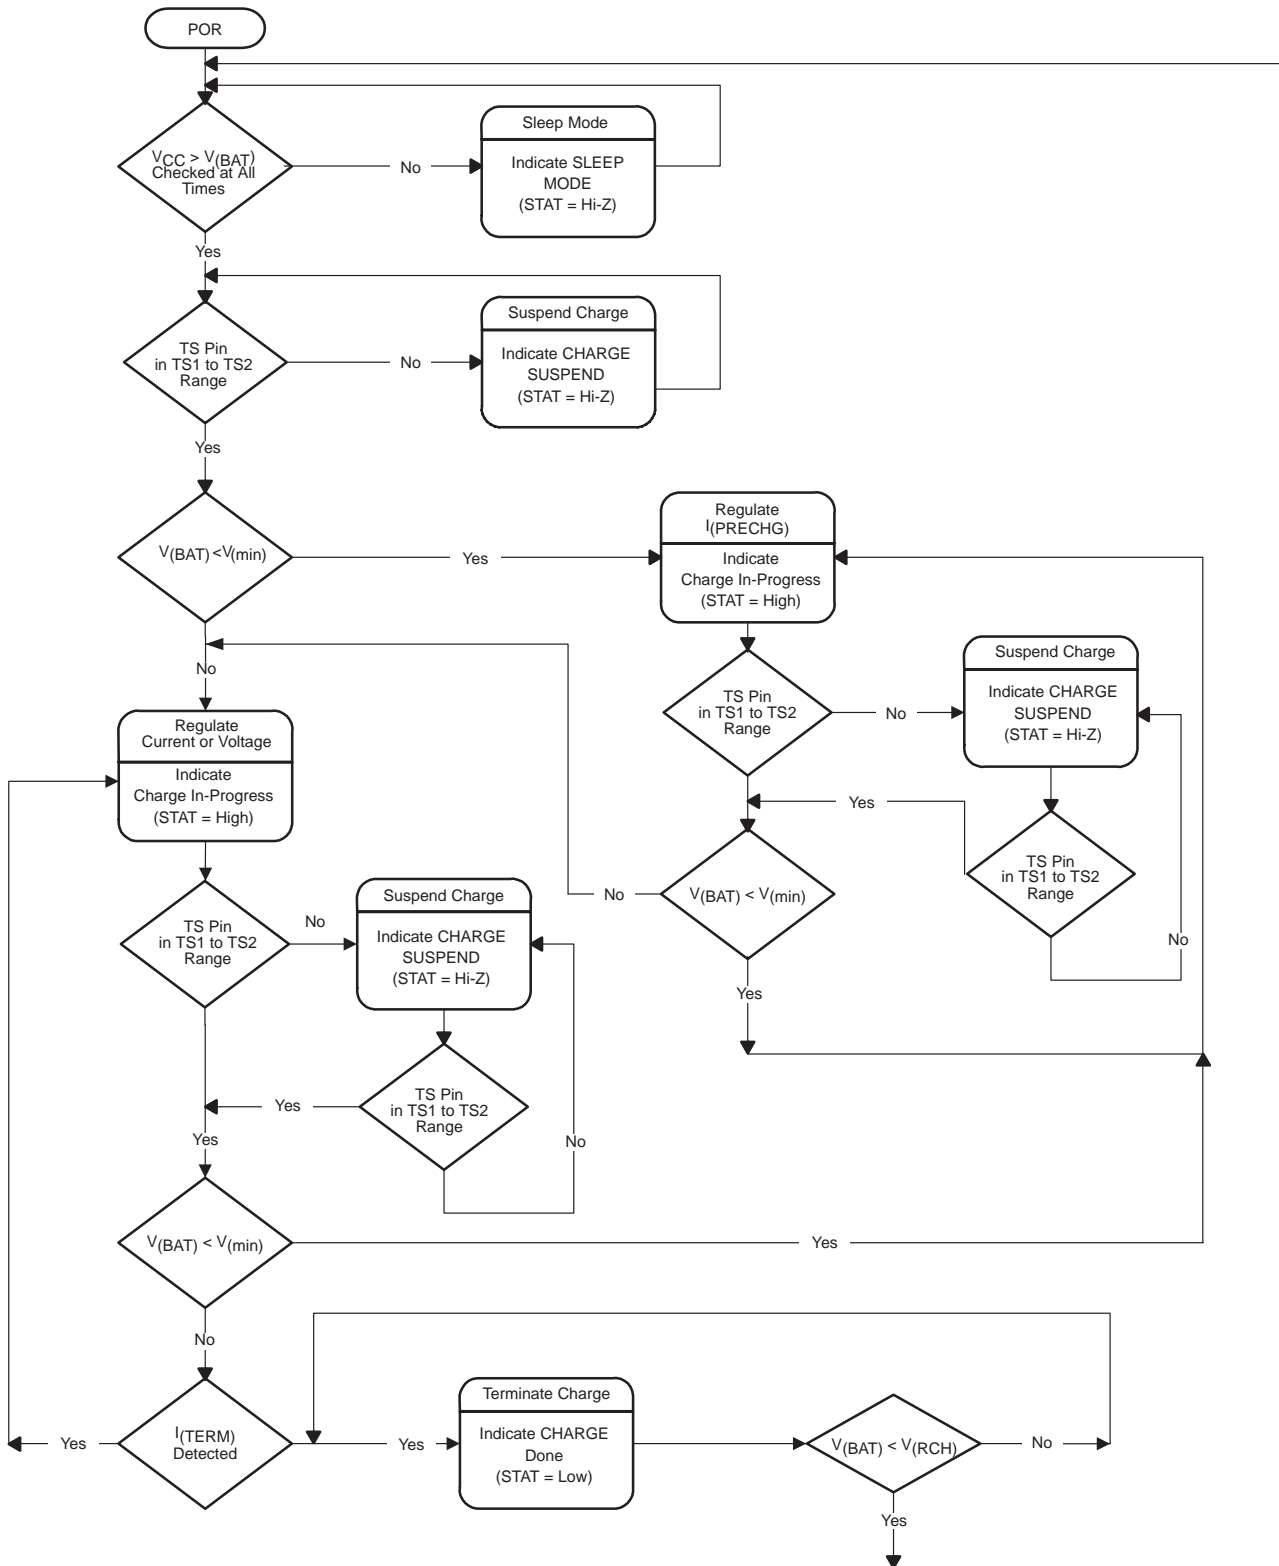 POR
VCC > V(BAT)
Checked at All
Times
No
Sleep Mode
Indicate SLEEP
MODE
(STAT = Hi-Z)
Yes
TS Pin
in TS1 to TS2
Range
No
Suspend Charge
Indicate CHARGE
SUSPEND
(STAT = Hi-Z)
Yes
V(BAT) <V(min)
Yes
Regulate
I(PRECHG)
Indicate
Charge In-Progress
(STAT = High)
No
TS Pin
in TS1 to TS2
Range
No
Suspend Charge
Indicate CHARGE
SUSPEND
(STAT = Hi-Z)
Regulate
Current or Voltage
Indicate
Charge In-Progress
(STAT = High)
Yes
V(BAT) < V(min)
No
TS Pin
in TS1 to TS2
Range
No
Yes
TS Pin
in TS1 to TS2
Range
No
Suspend Charge
Indicate CHARGE
SUSPEND
(STAT = Hi-Z)
TS Pin
in TS1 to TS2
Range
Yes
No
Yes
V(BAT) < V(min)
Yes
No
I(TERM)
Detected
Yes
Yes
Terminate Charge
Indicate CHARGE
Done
(STAT = Low)
V(BAT) < V(RCH)
No
Yes